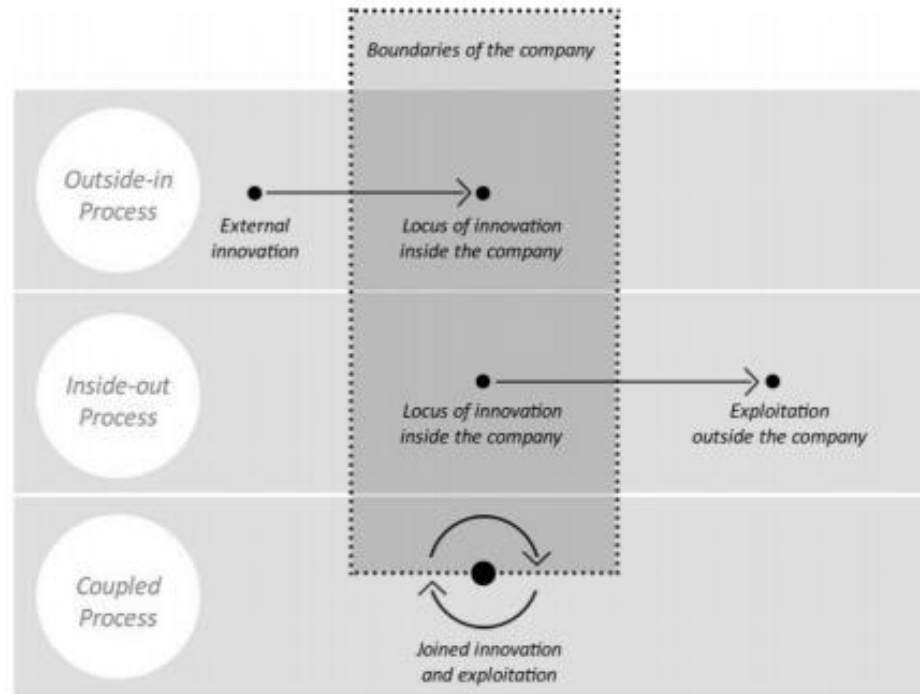 Boundaries of the company
Outside-in
Process
External
innovation
Locus of innovation
inside the company
Inside-out
Process
Locus of innovation
inside the company
Exploitation
outside the company
Coupled
Process
Joined innovation
and exploitation